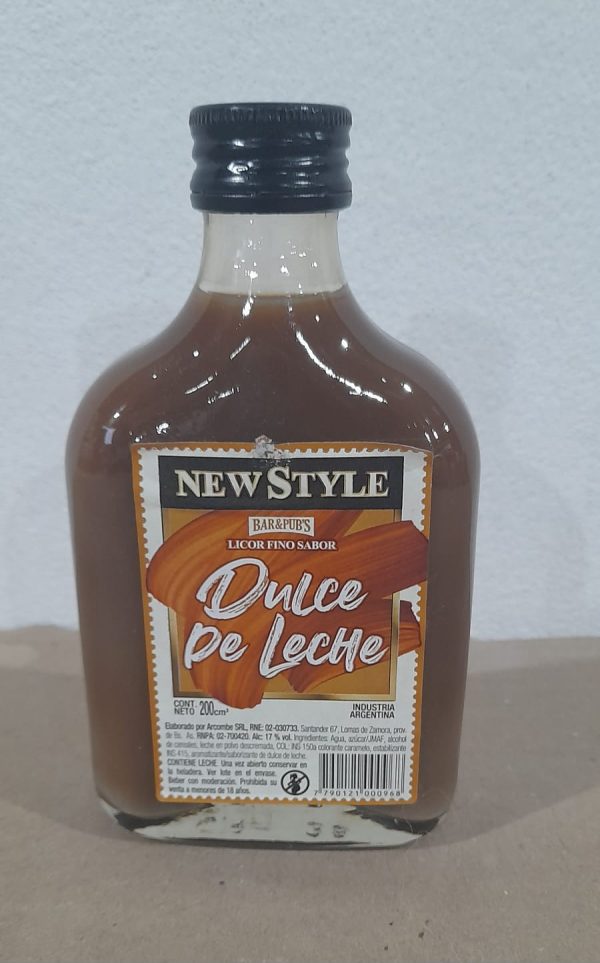 NEW STYLE
BAR&PUB'S
LICOR FINO SABOR
Dulce
De Leche
CONT.
NETO 200cm³
INDUSTRIA
ARGENTINA
Elaborado por Arcombe SRL, RNE: 02-030733. Santander 67, Lomas de Zamora, prov.
de Bs. As. RNPA: 02-700420. Alc: 17 % vol. Ingredientes: Agua, azúcar/JMAF, alcohol
de cereales, leche en polvo descremada, COL: INS 150a colorante caramelo, estabilizante
INS 415, aromatizante/saborizante de dulce de leche.
CONTIENE LECHE. Una vez abierto conservar en
la heladera. Ver lote en el envase.
Beber con moderación. Prohibida su
venta a menores de 18 años.
7 790121 000968